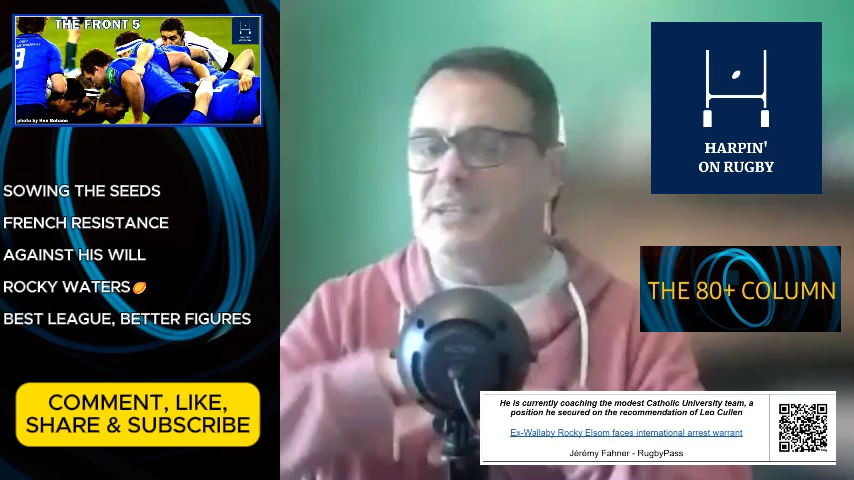 THE FRONT 5
9
photo by Ken Bohane
SOWING THE SEEDS
FRENCH RESISTANCE
AGAINST HIS WILL
ROCKY WATERS🏉
BEST LEAGUE, BETTER FIGURES
COMMENT, LIKE,
SHARE & SUBSCRIBE
HARPIN'
ON RUGBY
THE 80+ COLUMN
He is currently coaching the modest Catholic University team, a
position he secured on the recommendation of Leo Cullen
Ex-Wallaby Rocky Elsom faces international arrest warrant
Jérémy Fahner - RugbyPass